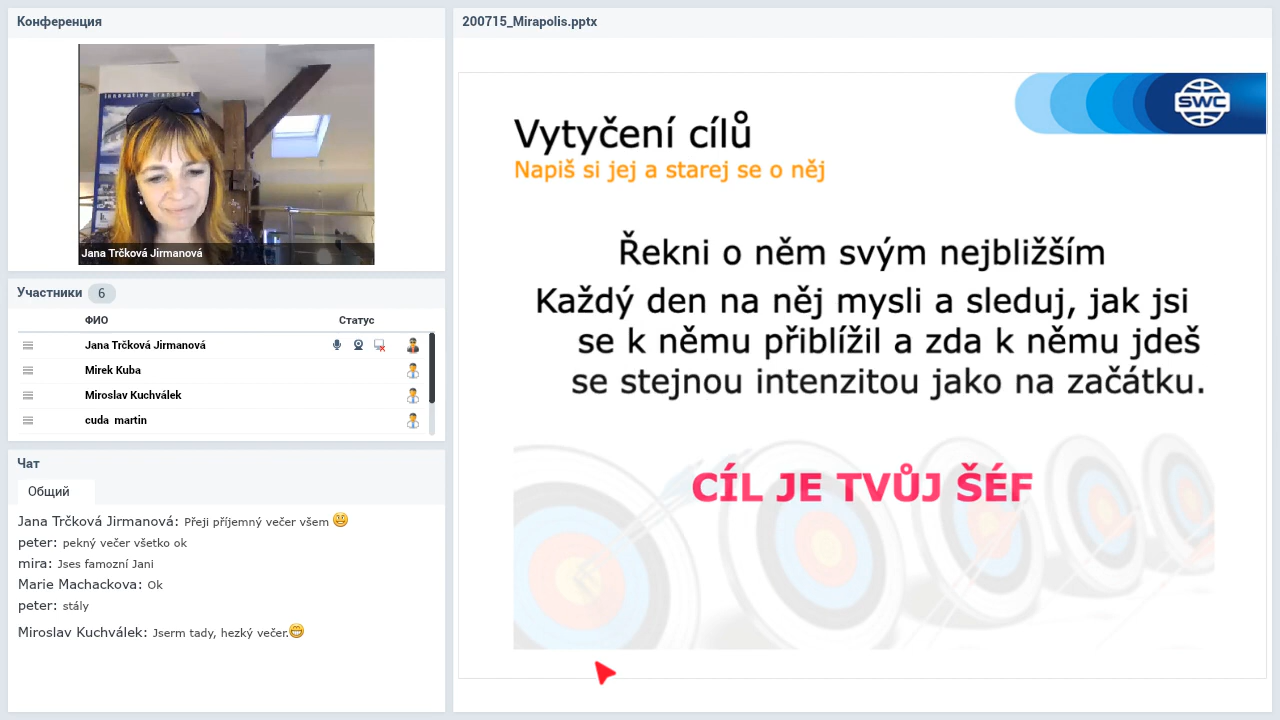 Конференция
innovative transport
Jana Trčková Jirmanová
Участники 6
ФИО Статус
Jana Trčková Jirmanová
Mirek Kuba
Miroslav Kuchválek
cuda martin
Чат
Общий
Jana Trčková Jirmanová: Přeji příjemný večer všem
peter: pekný večer všetko ok
mira: Jses famozní Jani
Marie Machackova: Ok
peter: stály
Miroslav Kuchválek: Jserm tady, hezký večer.
200715_Mirapolis.pptx
SWC
Vytyčení cílů
Napiš si jej a starej se o něj
Řekni o něm svým nejbližším
Každý den na něj mysli a sleduj, jak jsi
se k němu přiblížil a zda k němu jdeš
se stejnou intenzitou jako na začátku.
CÍL JE TVŮJ ŠÉF